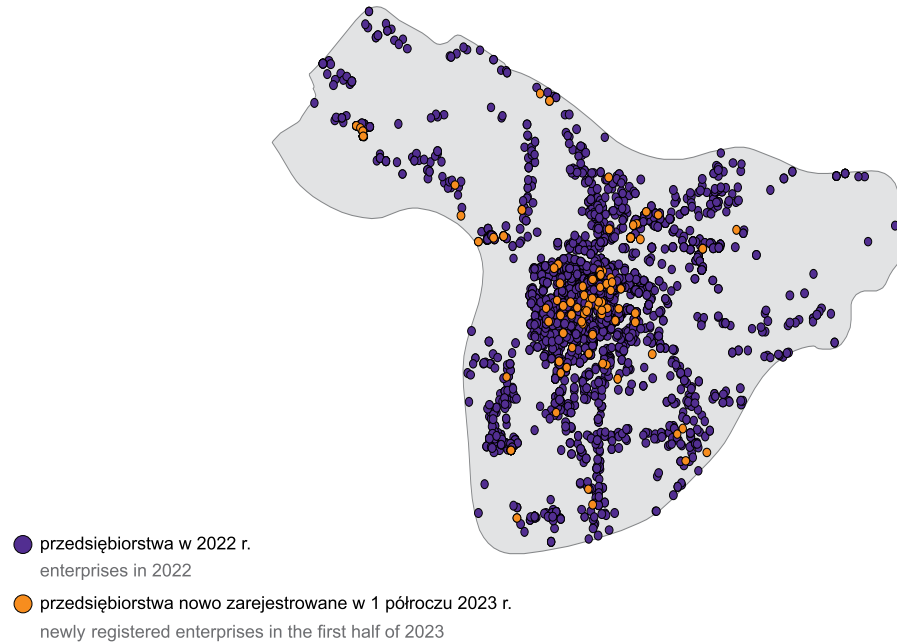 przedsiębiorstwa w 2022 r.
enterprises in 2022
przedsiębiorstwa nowo zarejestrowane w 1 półroczu 2023 r.
newly registered enterprises in the first half of 2023